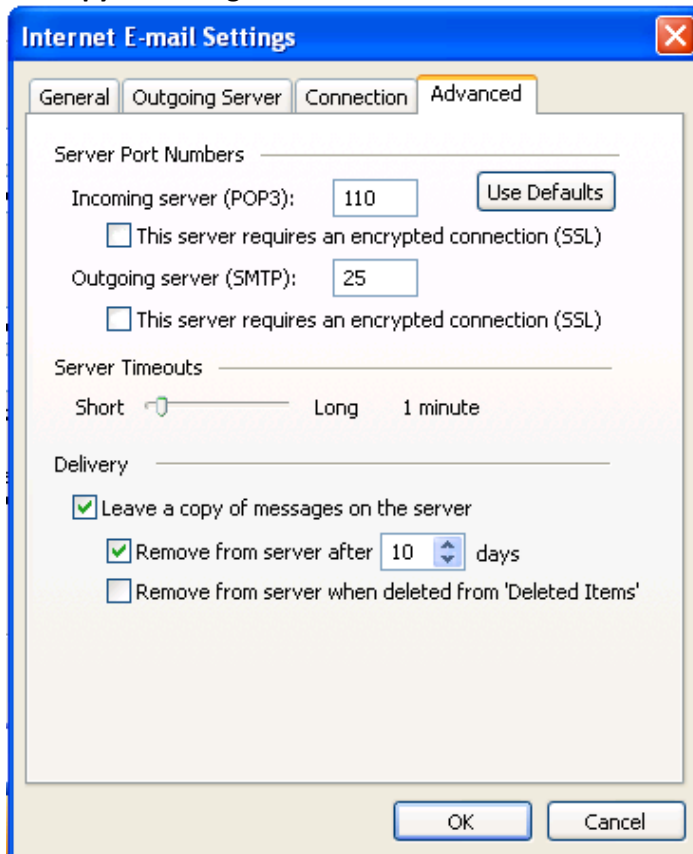 Internet E-mail Settings
General Outgoing Server Connection Advanced
Server Port Numbers
Incoming server (POP3): 110 Use Defaults
This server requires an encrypted connection (SSL)
Outgoing server (SMTP): 25
This server requires an encrypted connection (SSL)
Server Timeouts
Short Long 1 minute
Delivery
Leave a copy of messages on the server
Remove from server after 10 days
Remove from server when deleted from 'Deleted Items'
OK Cancel